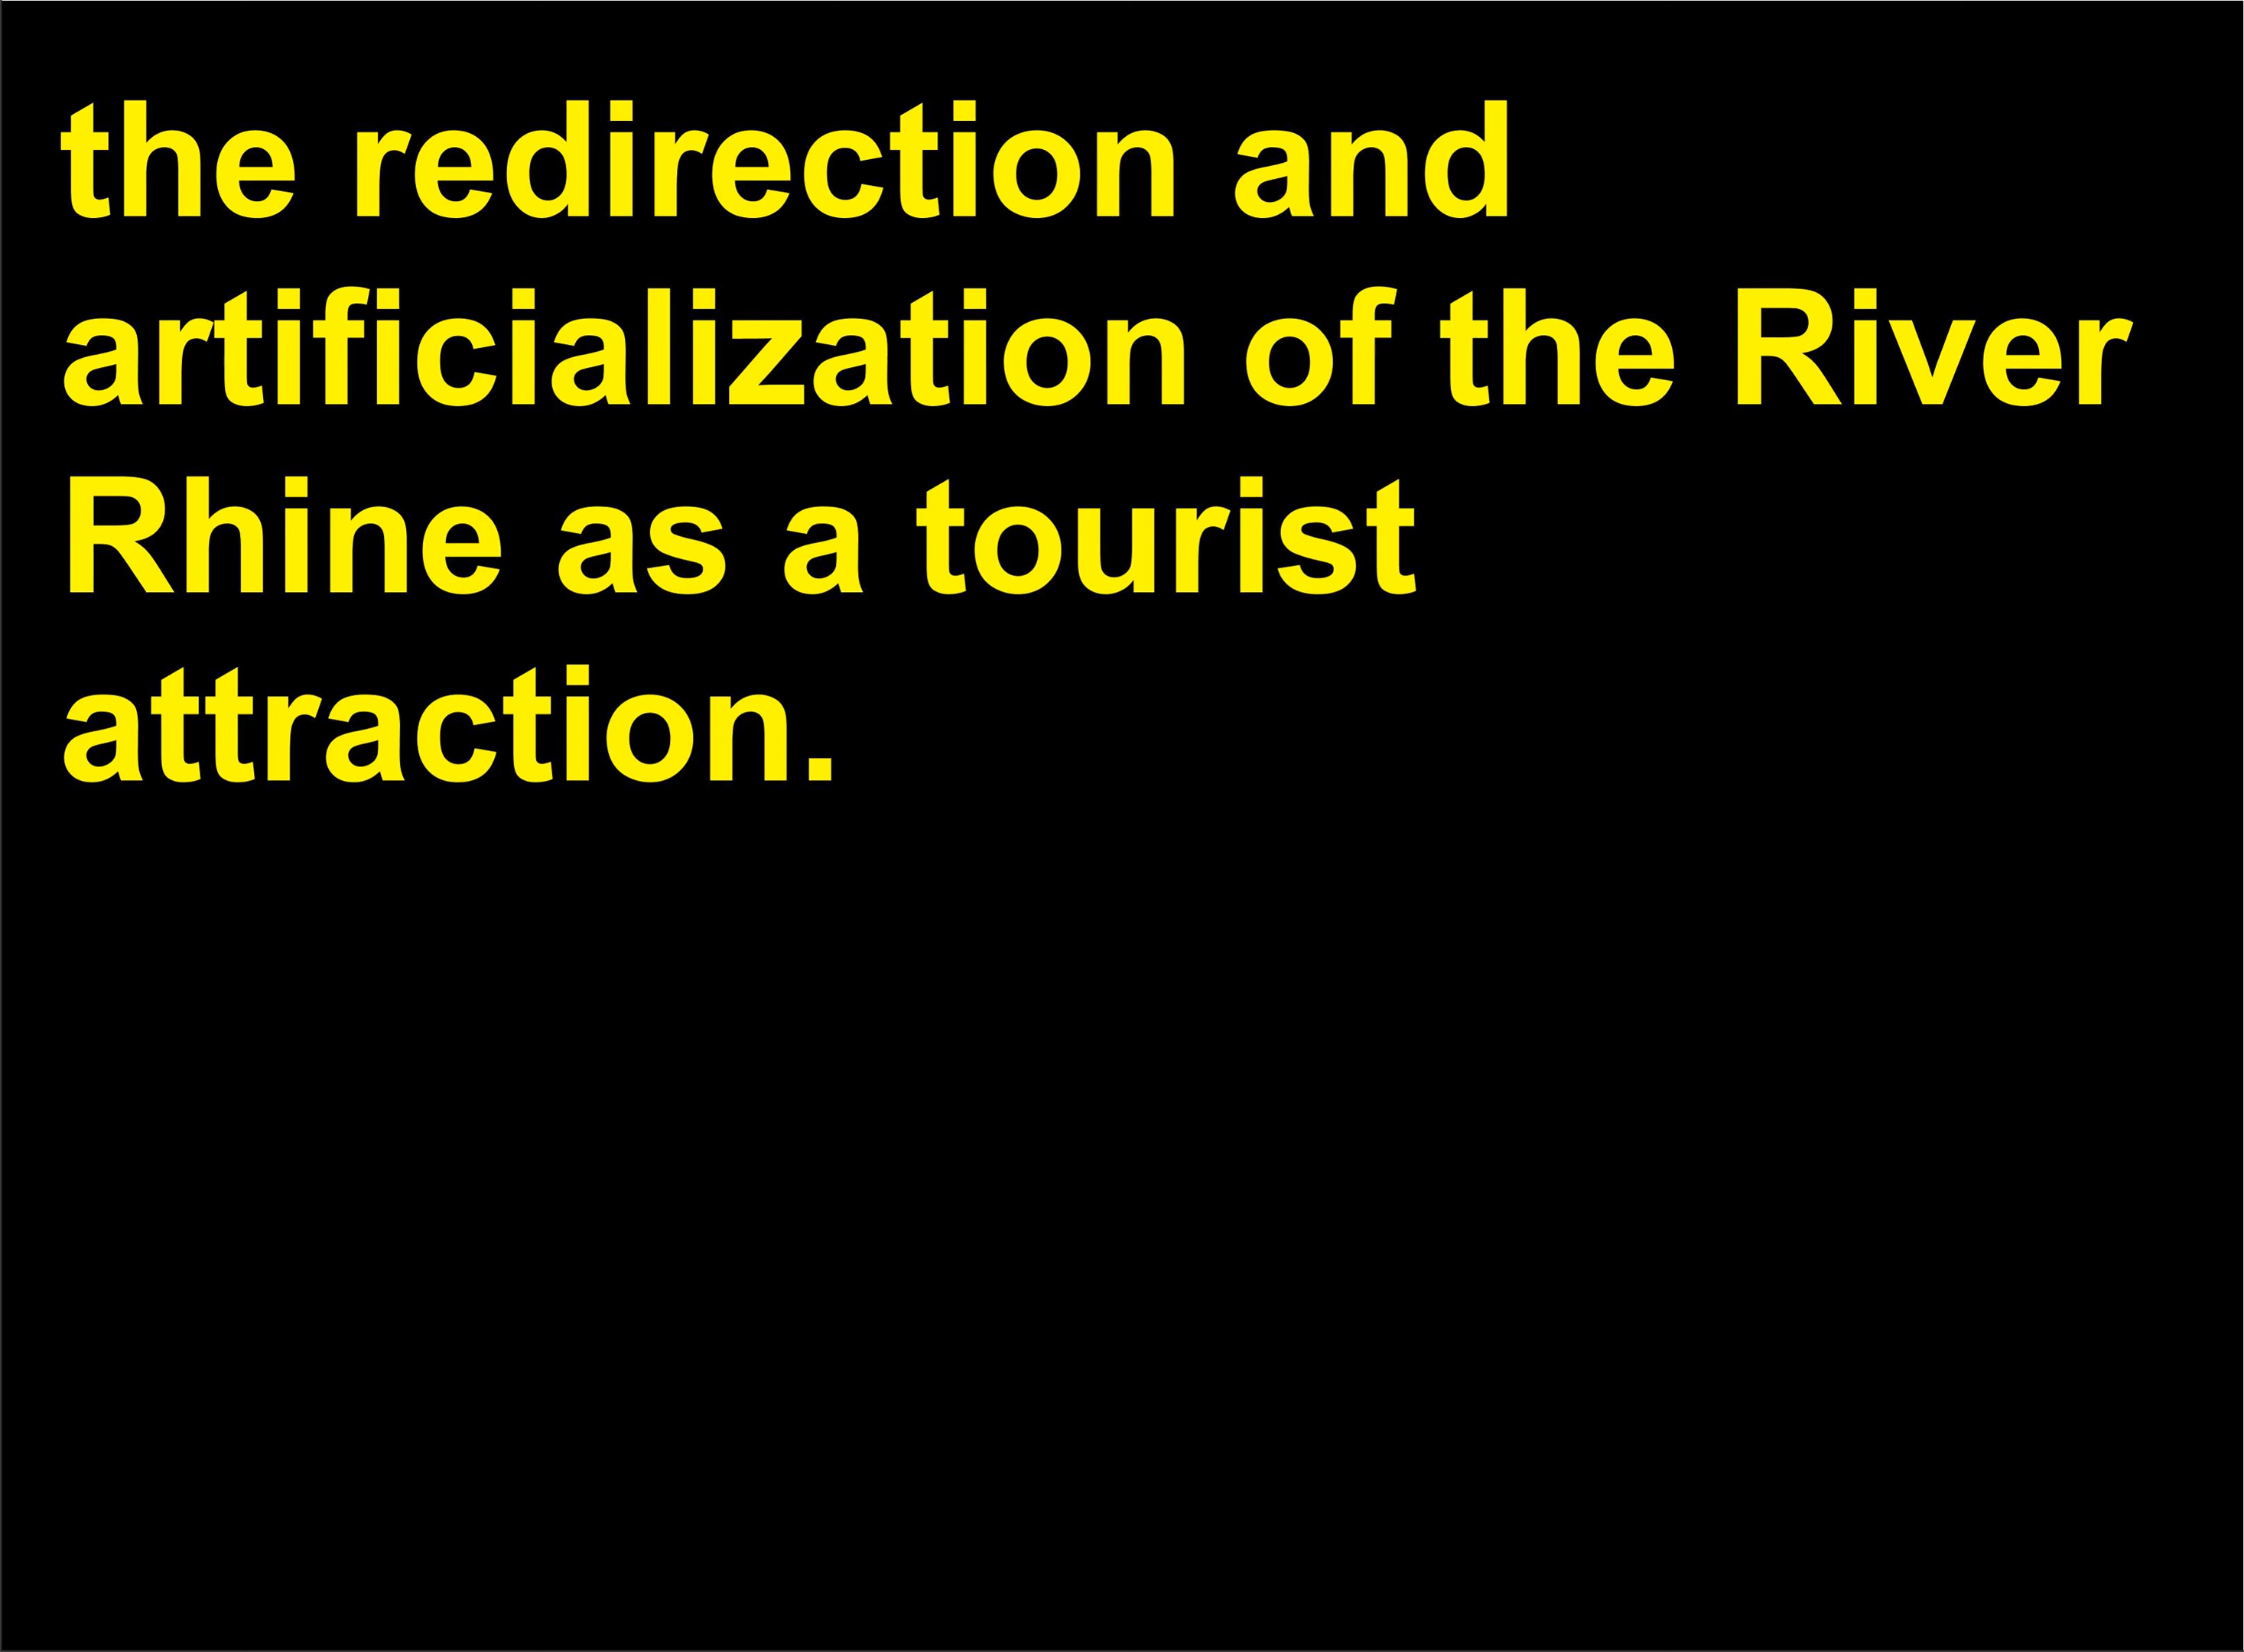 the redirection and
artificialization of the River
Rhine as a tourist
attraction.